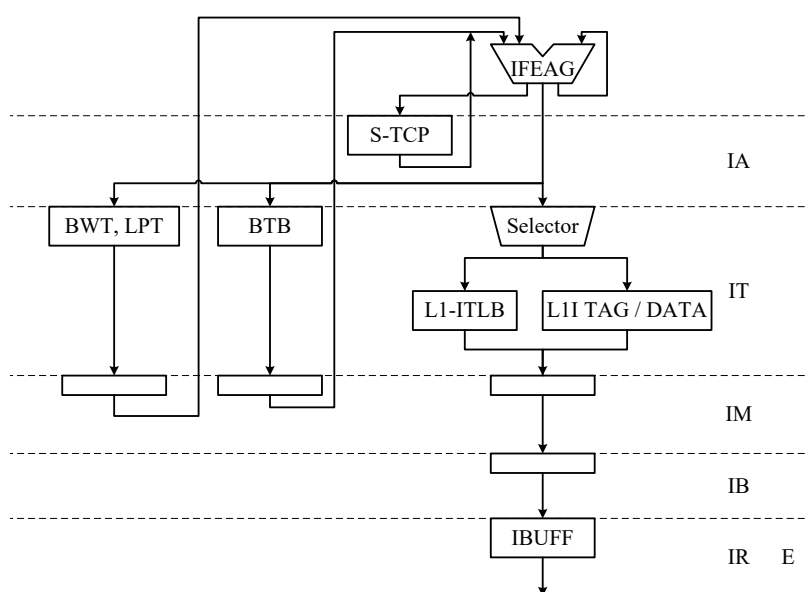 IFEAG
S-TCP
IA
BWT, LPT
BTB
Selector
IT
L1-ITLB
L1I TAG / DATA
IM
IB
IBUFF
IR E